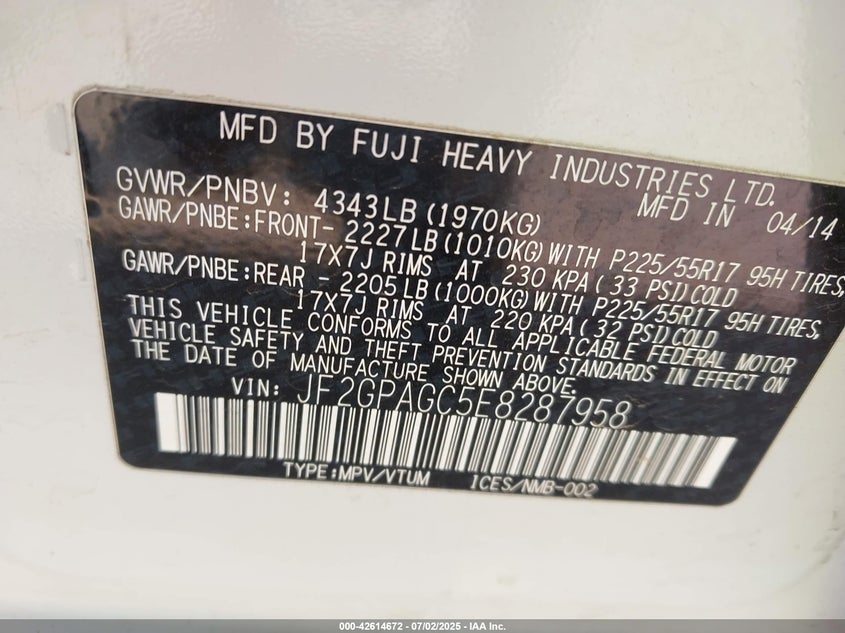 MFD BY FUJI HEAVY INDUSTRIES LTD.
MFD IN 04/14
GVWR/PNBV: 4343LB(1970KG)
GAWR/PNBE:FRONT- 2227LB(1010KG)WITH P225/55R17 95H TIRES,
17X7J RIMS AT 230 KPA(33 PSI)COLD
GAWR/PNBE:REAR - 2205LB(1000KG)WITH P225/55R17 95H TIRES,
17X7J RIMS AT 220 KPA(32 PSI)COLD
THIS VEHICLE CONFORMS TO ALL APPLICABLE FEDERAL MOTOR
VEHICLE SAFETY AND THEFT PREVENTION STANDARDS IN EFFECT ON
THE DATE OF MANUFACTURE SHOWN ABOVE.
VIN: JF2GPAGC5E8287958
TYPE:MPV/VTUM ICES/NMB-002
000-42614672 | 07/02/2025 - IAA Inc.